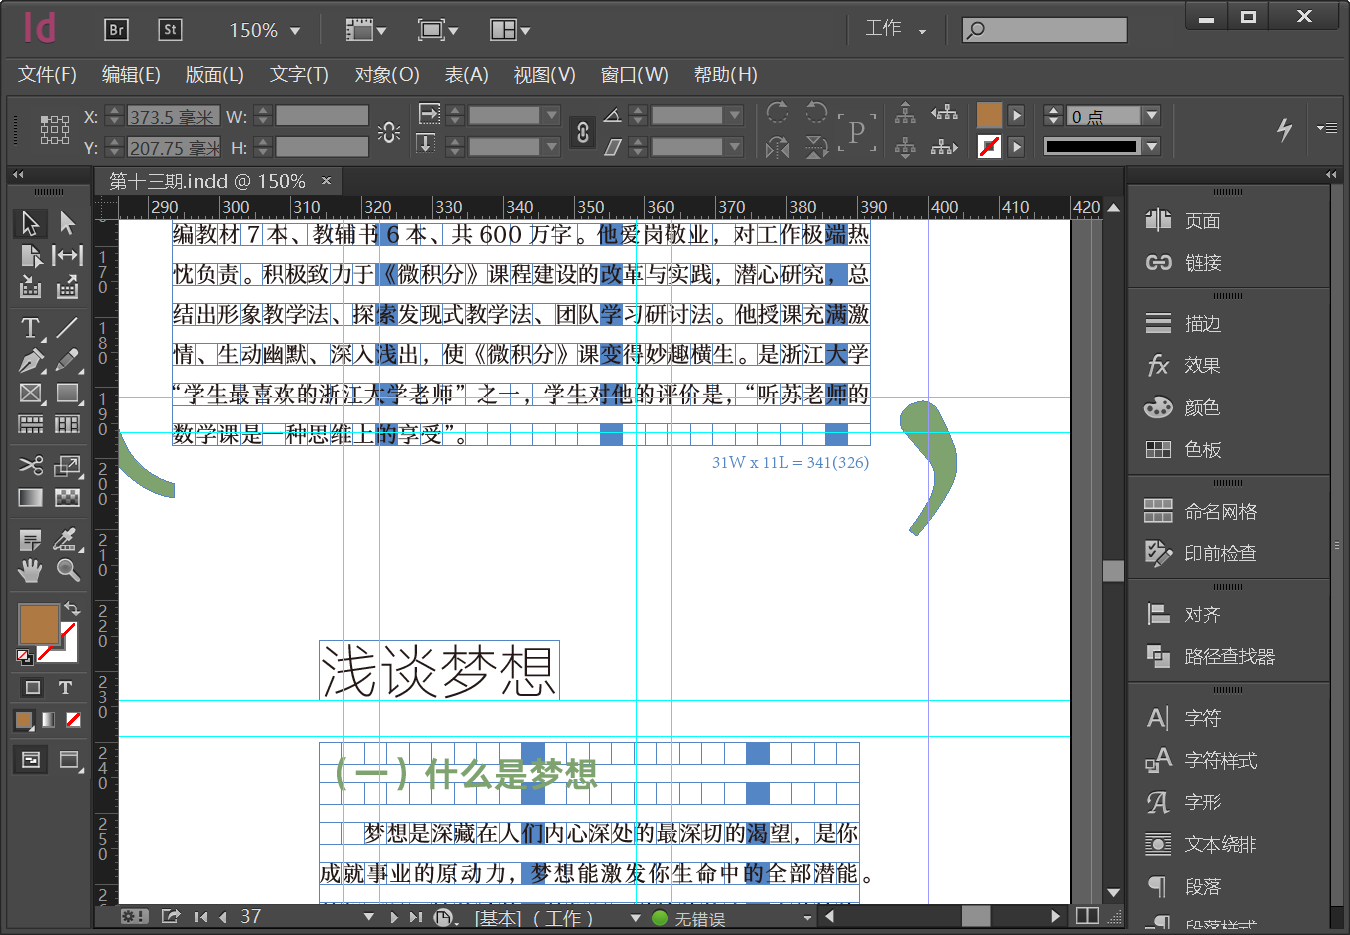 Id Br St 150% 工作
文件(F) 编辑(E) 版面(L) 文字(T) 对象(O) 表(A) 视图(V) 窗口(W) 帮助(H)
X: 373.5 毫米 W: 0 点
Y: 207.75 毫米 H: P
第十三期.indd @ 150% ×
290 300 310 320 330 340 350 360 370 380 390 400 410 420
编教材 7 本、教辅书 6 本、共 600 万字。他爱岗敬业，对工作极端热
忱负责。积极致力于《微积分》课程建设的改革与实践，潜心研究，总
结出形象教学法、探索发现式教学法、团队学习研讨法。他授课充满激
情、生动幽默、深入浅出，使《微积分》课变得妙趣横生。是浙江大学
“学生最喜欢的浙江大学老师”之一，学生对他的评价是，“听苏老师的
数学课是一种思维上的享受”。
31W x 11L = 341(326)
浅谈梦想
（一）什么是梦想
梦想是深藏在人们内心深处的最深切的渴望，是你
成就事业的原动力，梦想能激发你生命中的全部潜能。
170
180
190
200
210
220
230
240
250
2
页面
链接
描边
效果
颜色
色板
命名网格
印前检查
对齐
路径查找器
字符
字符样式
字形
文本绕排
段落
段落样式
37 [基本]（工作） 无错误